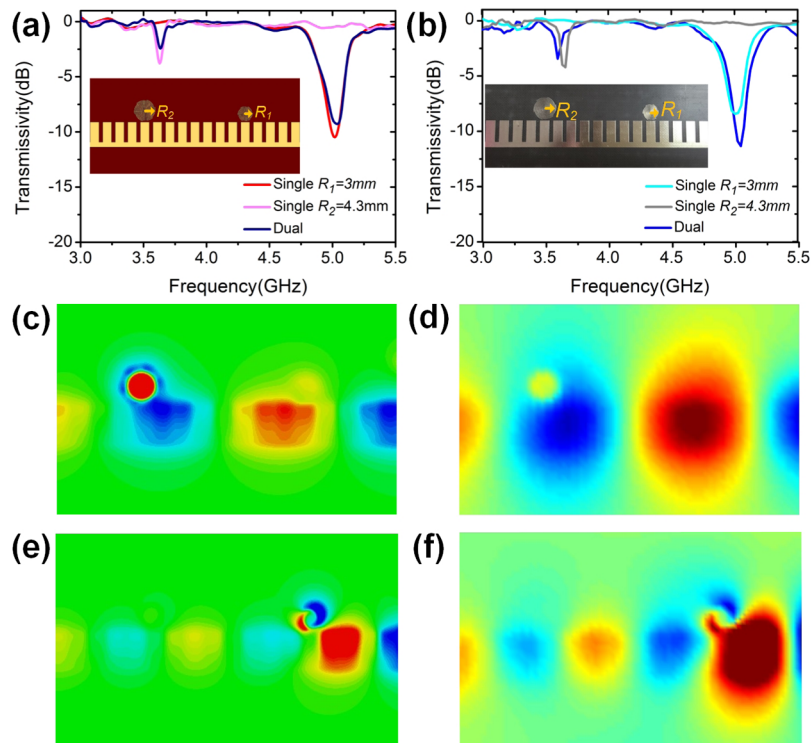 (a)
0
-5
-10
-15
-20
Transmissivity(dB)
R2
R1
Single R1=3mm
Single R2=4.3mm
Dual
3.0 3.5 4.0 4.5 5.0 5.5
Frequency(GHz)
(b)
0
-5
-10
-15
-20
Transmissivity(dB)
R2
R1
Single R1=3mm
Single R2=4.3mm
Dual
3.0 3.5 4.0 4.5 5.0 5.5
Frequency(GHz)
(c)
(d)
(e)
(f)